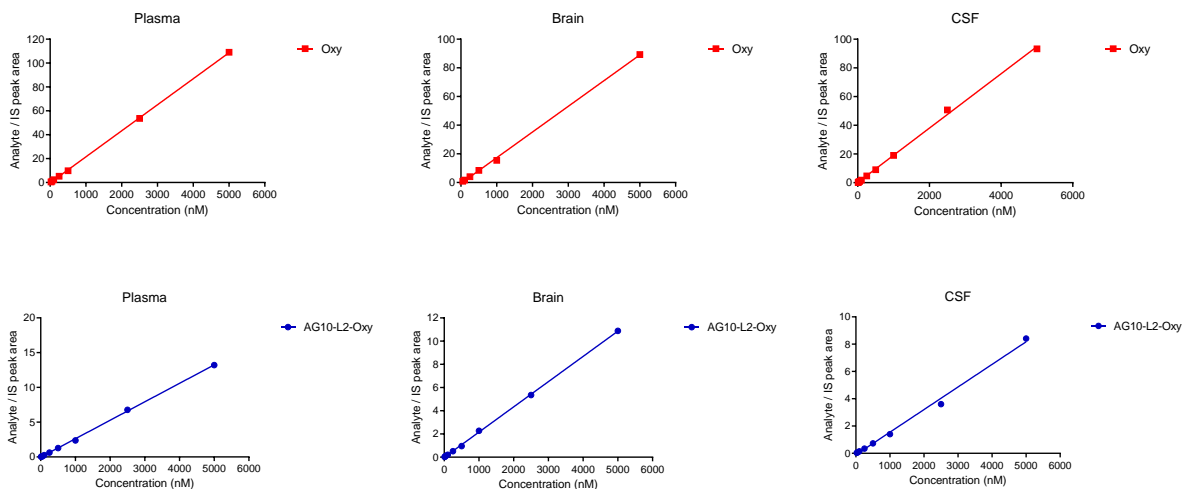 Plasma
120
100
80
60
40
20
0
0 1000 2000 3000 4000 5000 6000
Concentration (nM)
Analyte / IS peak area
Oxy
Brain
100
80
60
40
20
0
0 1000 2000 3000 4000 5000 6000
Concentration (nM)
Analyte / IS peak area
Oxy
CSF
100
80
60
40
20
0
0 2000 4000 6000
Concentration (nM)
Analyte / IS peak area
Oxy
Plasma
20
15
10
5
0
0 1000 2000 3000 4000 5000 6000
Concentration (nM)
Analyte / IS peak area
AG10-L2-Oxy
Brain
12
10
8
6
4
2
0
0 1000 2000 3000 4000 5000 6000
Concentration (nM)
Analyte / IS peak area
AG10-L2-Oxy
CSF
10
8
6
4
2
0
0 1000 2000 3000 4000 5000 6000
Concentration (nM)
Analyte / IS peak area
AG10-L2-Oxy